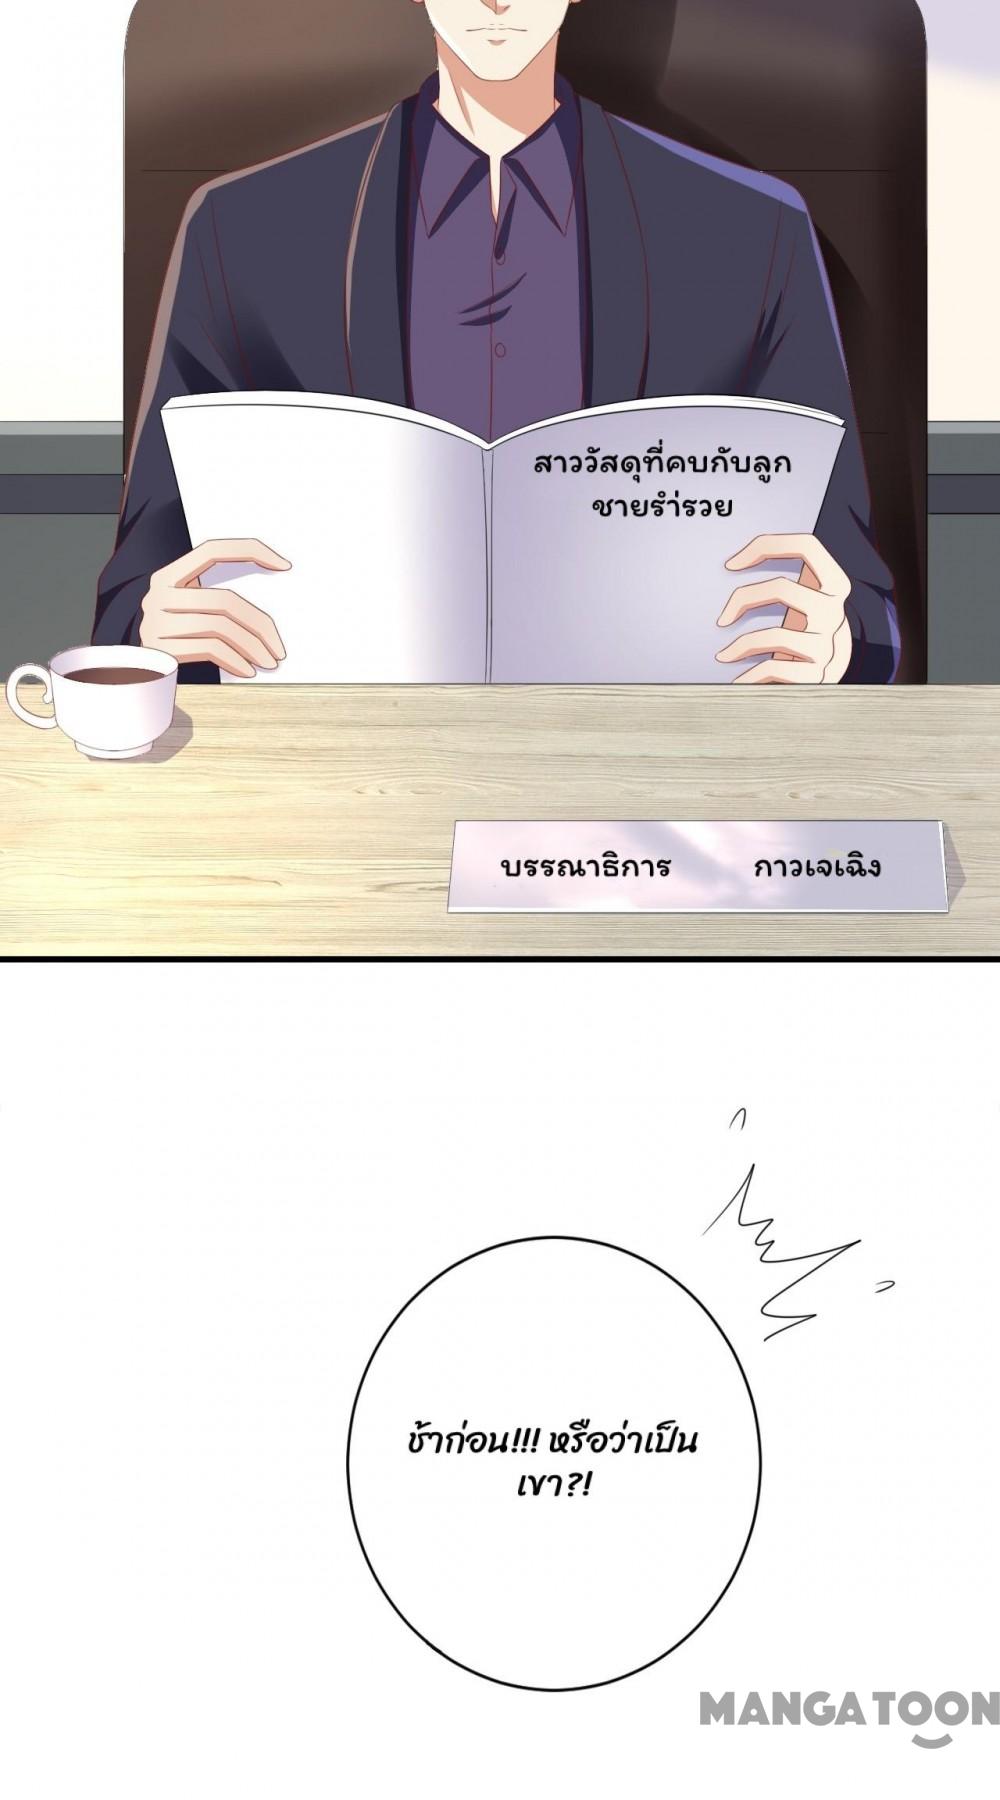 สาววัสดุที่คบกับลูก
ชายร่ำรวย
บรรณาธิการ กาวเจเฉิง
ช้าก่อน!!! หรือว่าเป็น
เขา?!
MANGATOON